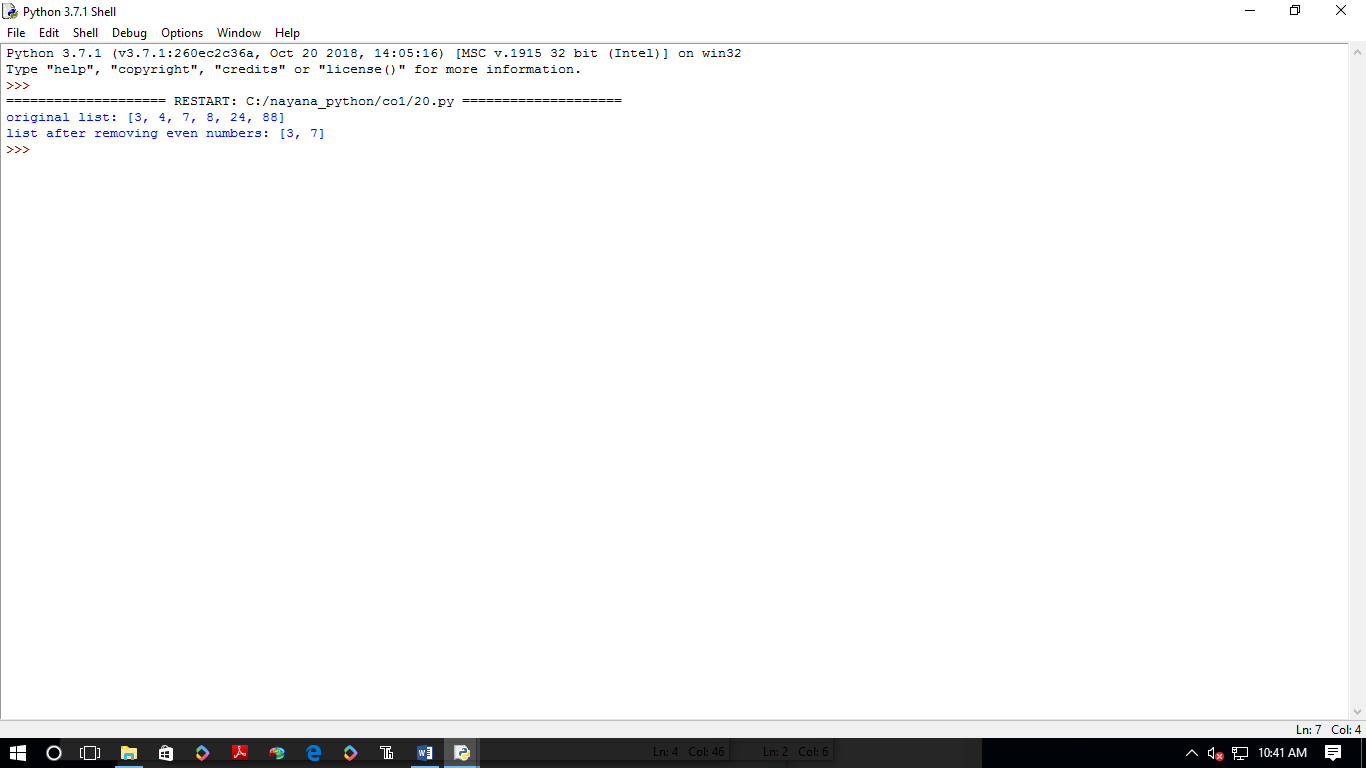 Python 3.7.1 Shell
File Edit Shell Debug Options Window Help
Python 3.7.1 (v3.7.1:260ec2c36a, Oct 20 2018, 14:05:16) [MSC v.1915 32 bit (Intel)] on win32
Type "help", "copyright", "credits" or "license()" for more information.
>>>
==================== RESTART: C:/nayana_python/co1/20.py ====================
original list: [3, 4, 7, 8, 24, 88]
list after removing even numbers: [3, 7]
>>>
Ln: 7 Col: 4
Ln: 4 Col: 46 Ln: 2 Col: 6
10:41 AM